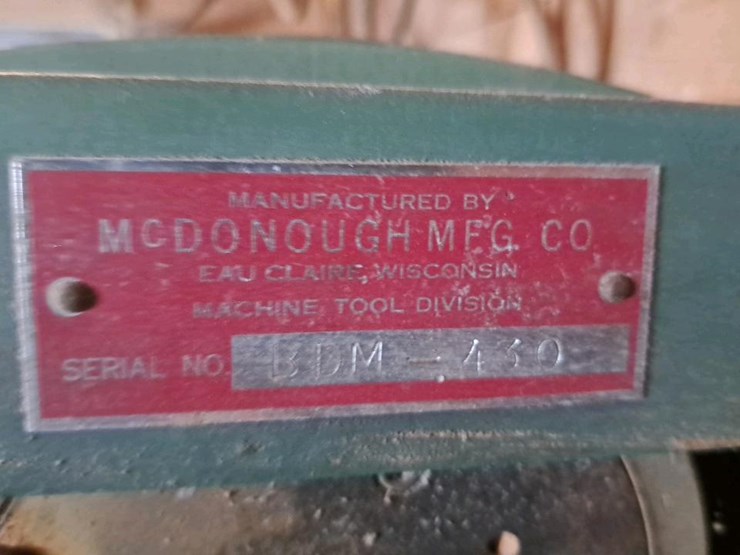 MANUFACTURED BY
McDONOUGH MFG. CO.
EAU CLAIRE, WISCONSIN
MACHINE TOOL DIVISION
SERIAL NO. BDM-430